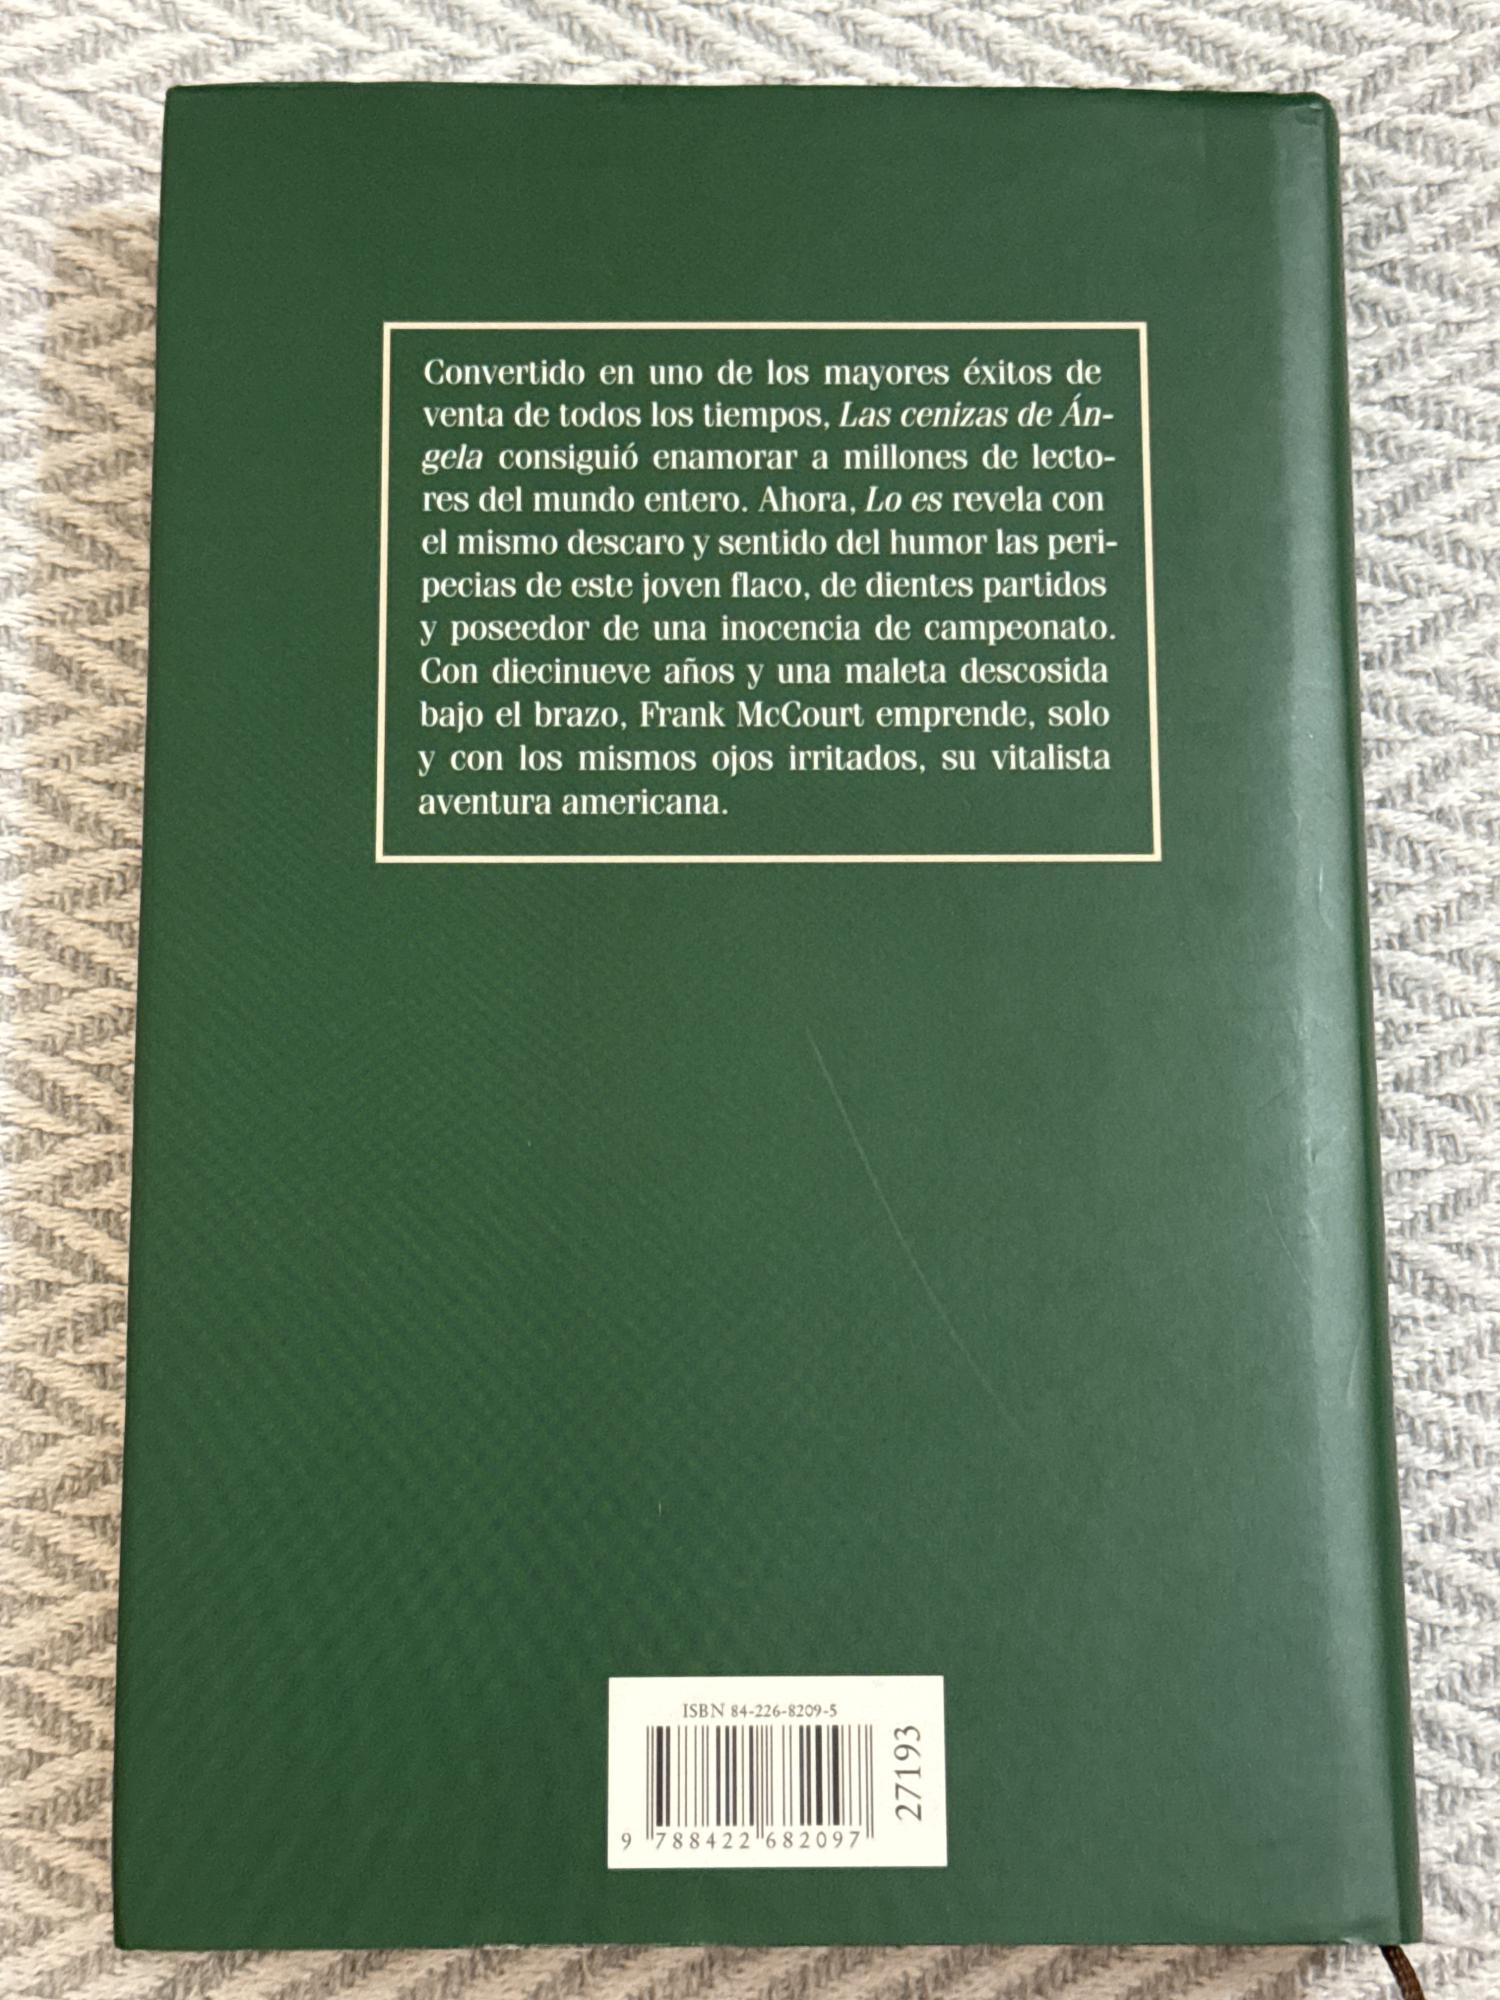 Convertido en uno de los mayores éxitos de
venta de todos los tiempos, Las cenizas de Án-
gela consiguió enamorar a millones de lecto-
res del mundo entero. Ahora, Lo es revela con
el mismo descaro y sentido del humor las peri-
pecias de este joven flaco, de dientes partidos
y poseedor de una inocencia de campeonato.
Con diecinueve años y una maleta descosida
bajo el brazo, Frank McCourt emprende, solo
y con los mismos ojos irritados, su vitalista
aventura americana.
ISBN 84-226-8209-5
9 788422 682097
27193